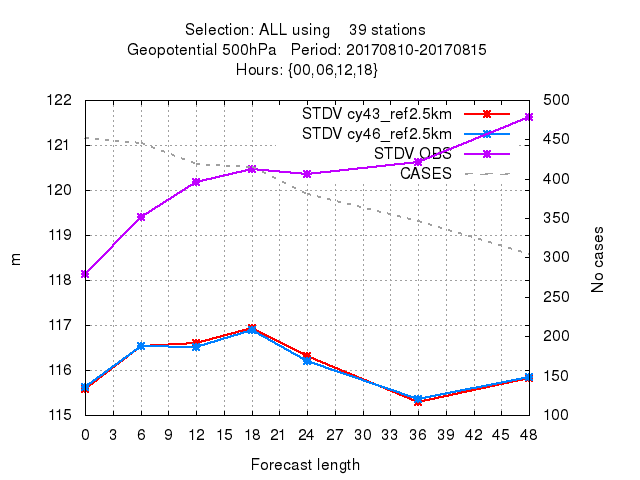 Selection: ALL using    39 stations
Geopotential 500hPa   Period: 20170810-20170815
Hours: {00,06,12,18}
STDV cy43_ref2.5km
STDV cy46_ref2.5km
STDV OBS
CASES
122
121
120
119
118
117
116
115
m
500
450
400
350
300
250
200
150
100
No cases
0 3 6 9 12 15 18 21 24 27 30 33 36 39 42 45 48
Forecast length